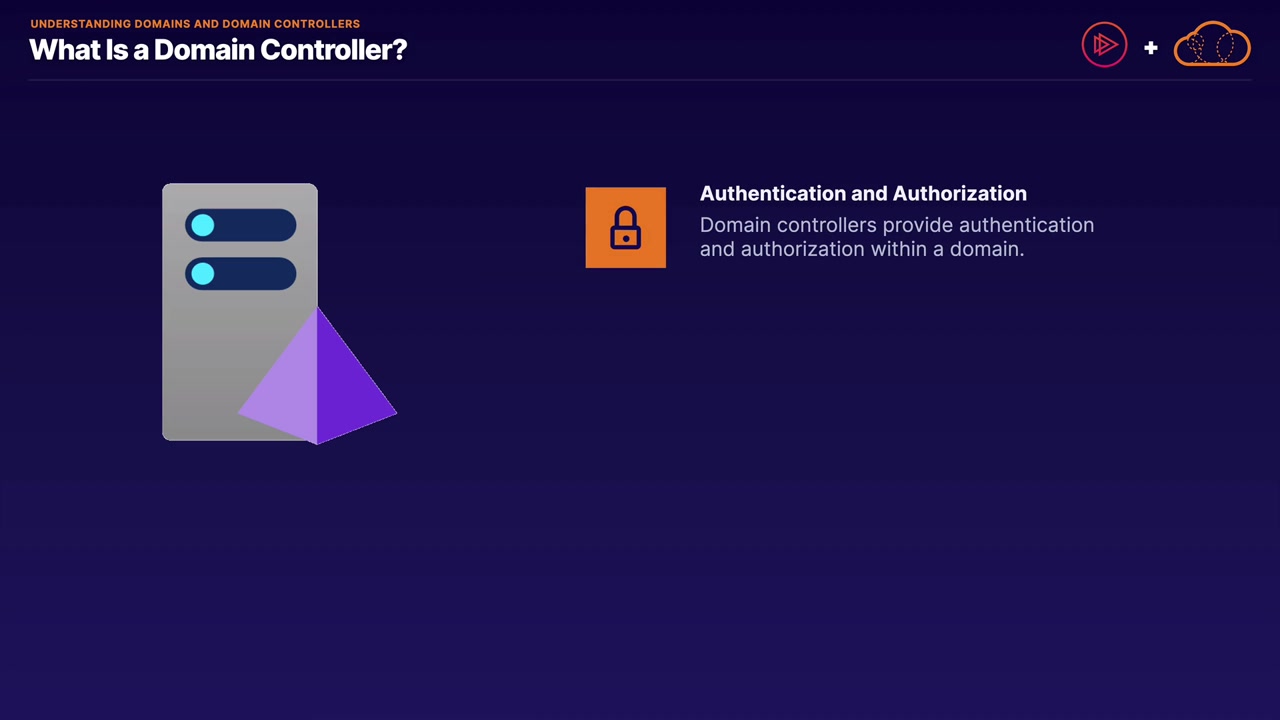 UNDERSTANDING DOMAINS AND DOMAIN CONTROLLERS
What Is a Domain Controller?
+
Authentication and Authorization
Domain controllers provide authentication
and authorization within a domain.